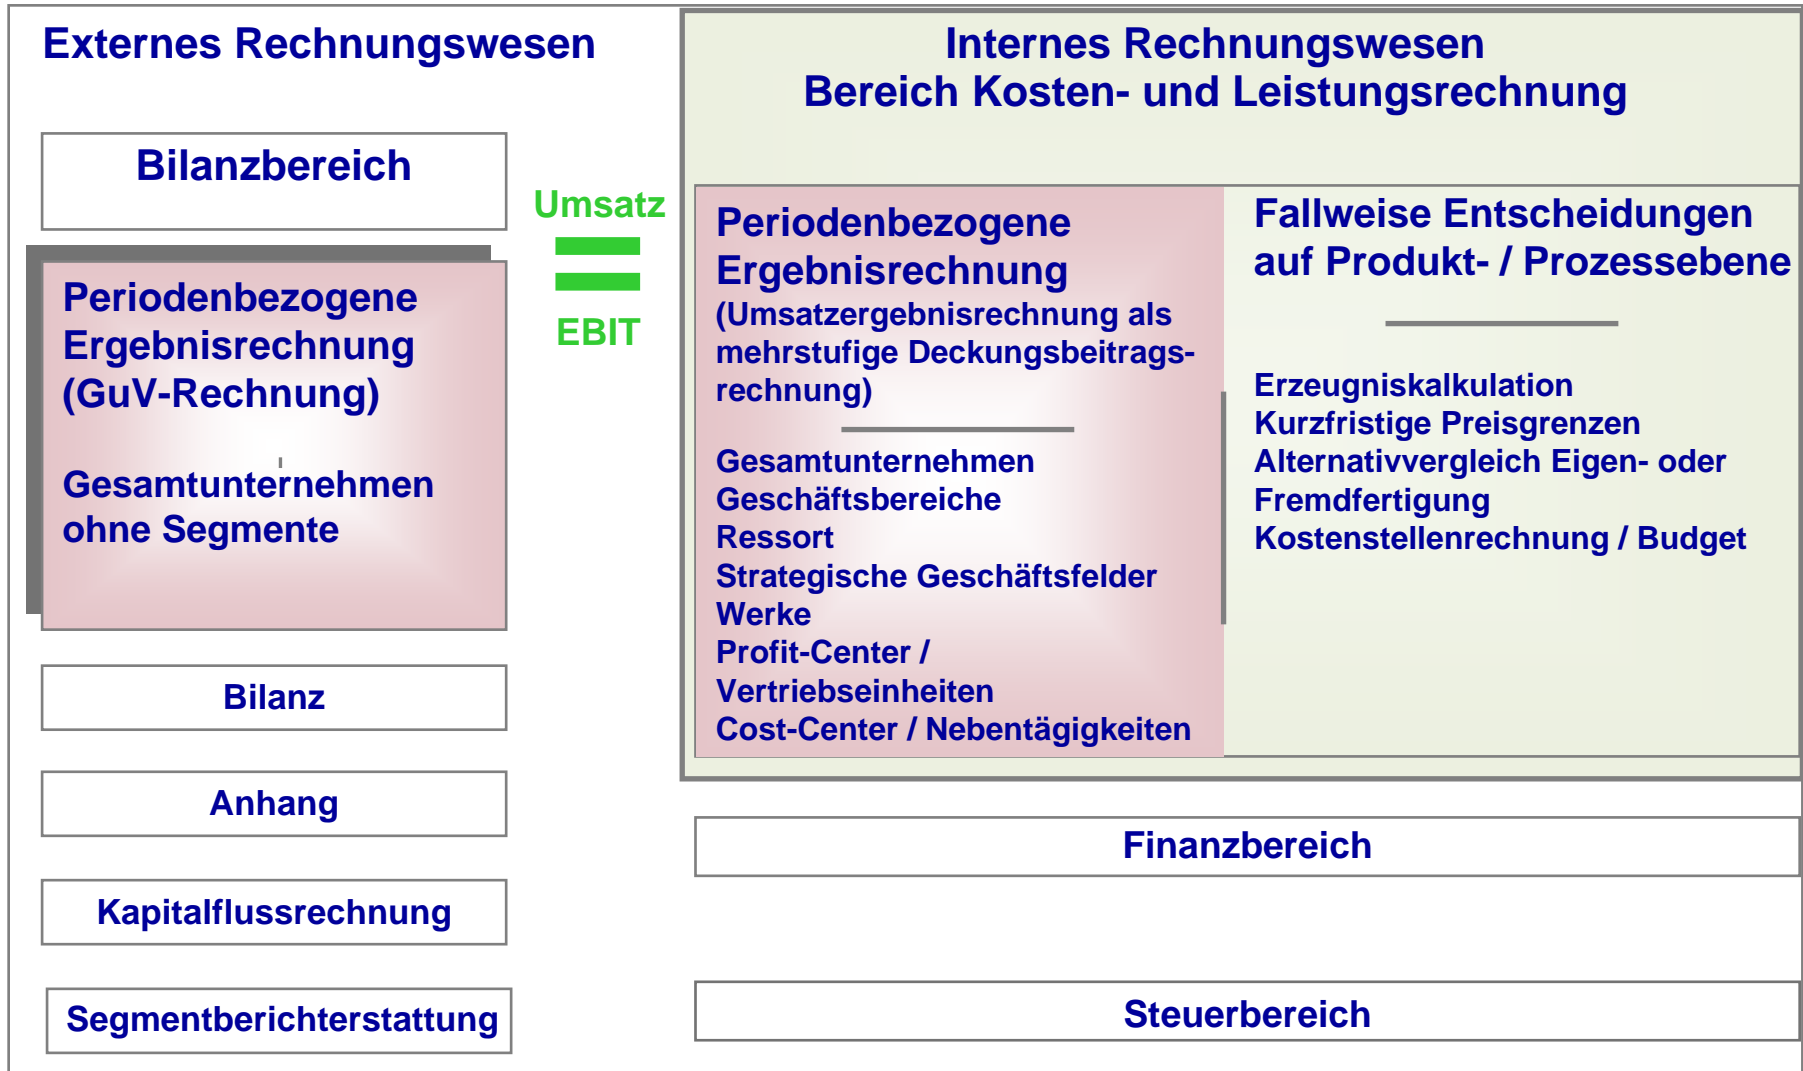 Externes Rechnungswesen
Bilanzbereich
Periodenbezogene
Ergebnisrechnung
(GuV-Rechnung)
Gesamtunternehmen
ohne Segmente
Bilanz
Anhang
Kapitalflussrechnung
Segmentberichterstattung
Umsatz
EBIT
Internes Rechnungswesen
Bereich Kosten- und Leistungsrechnung
Periodenbezogene
Ergebnisrechnung
(Umsatzergebnisrechnung als
mehrstufige Deckungsbeitrags-
rechnung)
Gesamtunternehmen
Geschäftsbereiche
Ressort
Strategische Geschäftsfelder
Werke
Profit-Center /
Vertriebseinheiten
Cost-Center / Nebentägigkeiten
Fallweise Entscheidungen
auf Produkt- / Prozessebene
Erzeugniskalkulation
Kurzfristige Preisgrenzen
Alternativvergleich Eigen- oder
Fremdfertigung
Kostenstellenrechnung / Budget
Finanzbereich
Steuerbereich